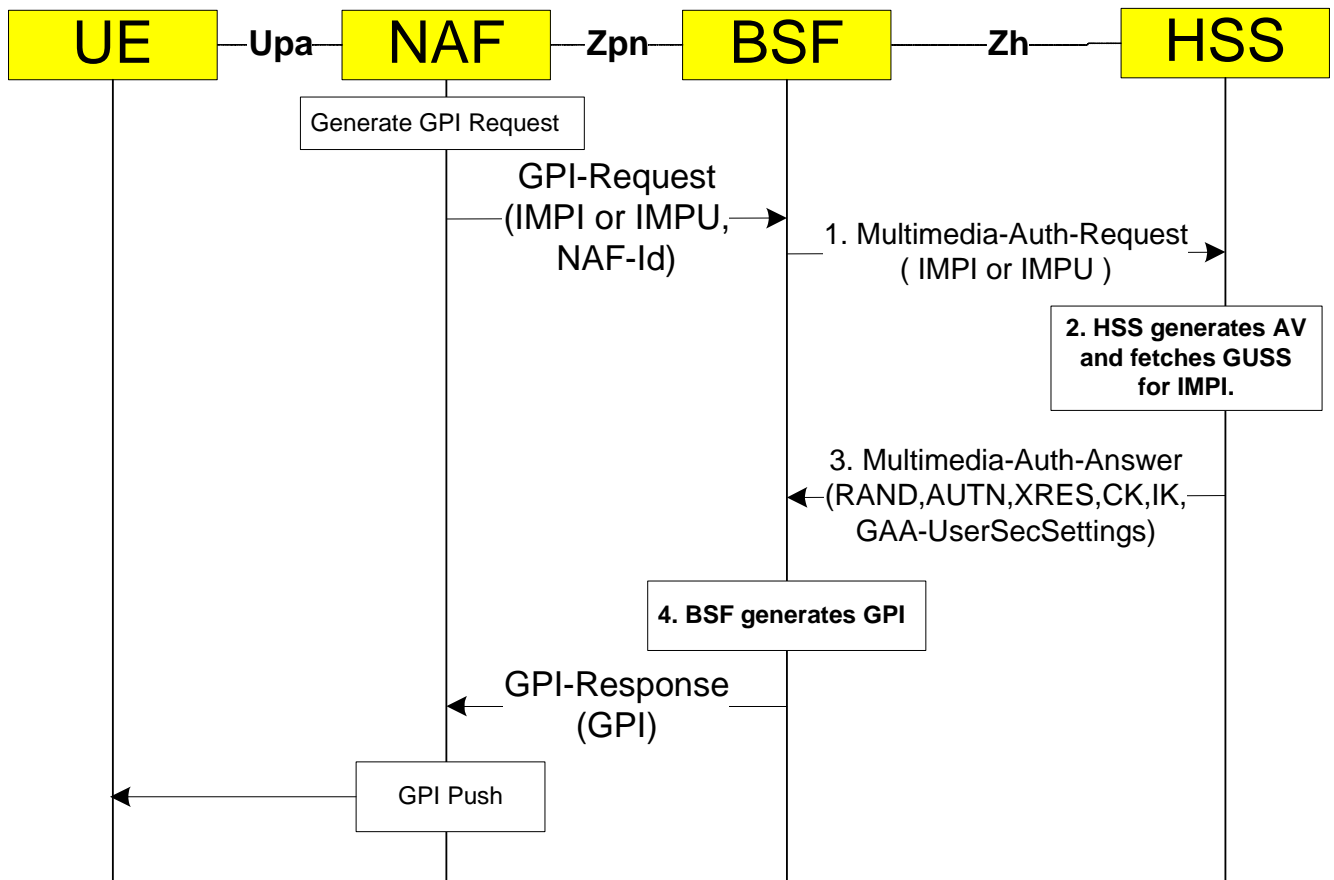 UE
Upa
NAF
Zpn
BSF
Zh
HSS
Generate GPI Request
GPI-Request
(IMPI or IMPU,
NAF-Id)
1. Multimedia-Auth-Request
( IMPI or IMPU )
2. HSS generates AV
and fetches GUSS
for IMPI.
3. Multimedia-Auth-Answer
(RAND,AUTN,XRES,CK,IK,
GAA-UserSecSettings)
4. BSF generates GPI
GPI-Response
(GPI)
GPI Push